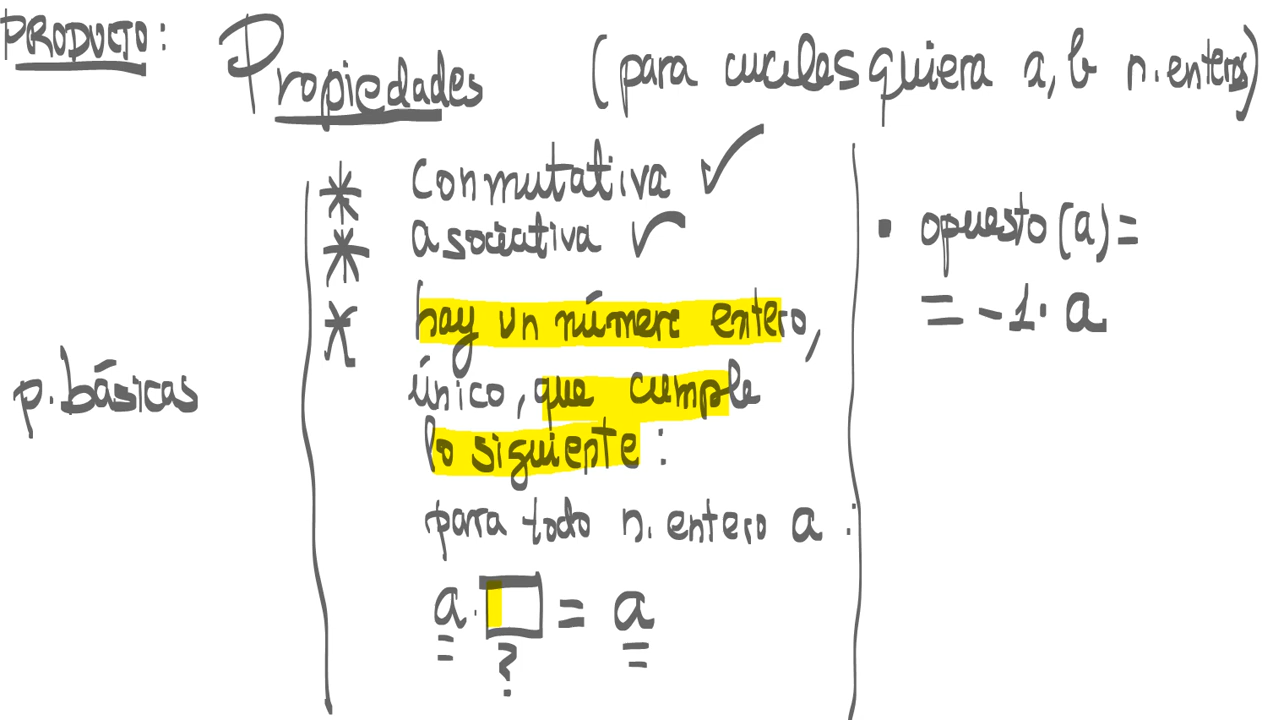 PRODUCTO: Propiedades (para cualesquiera a, b n. enteros)
* conmutativa ✓
* asociativa ✓
* hay un número entero,
único, que cumple
lo siguiente:
para todo n. entero a:
a · □ = a
?
p. básicas
▪ opuesto (a) =
= -1 · a